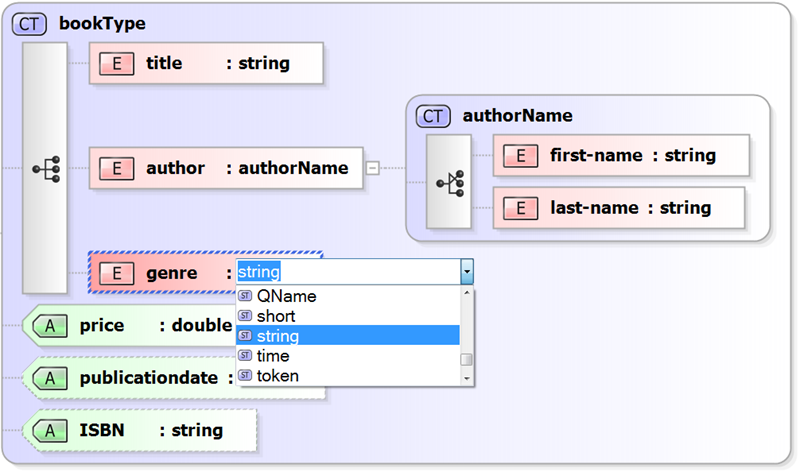 CT bookType
E title : string
CT authorName
E author : authorName
E first-name : string
E last-name : string
E genre : string
ST QName
ST short
ST string
ST time
ST token
A price : double
A publicationdate :
A ISBN : string